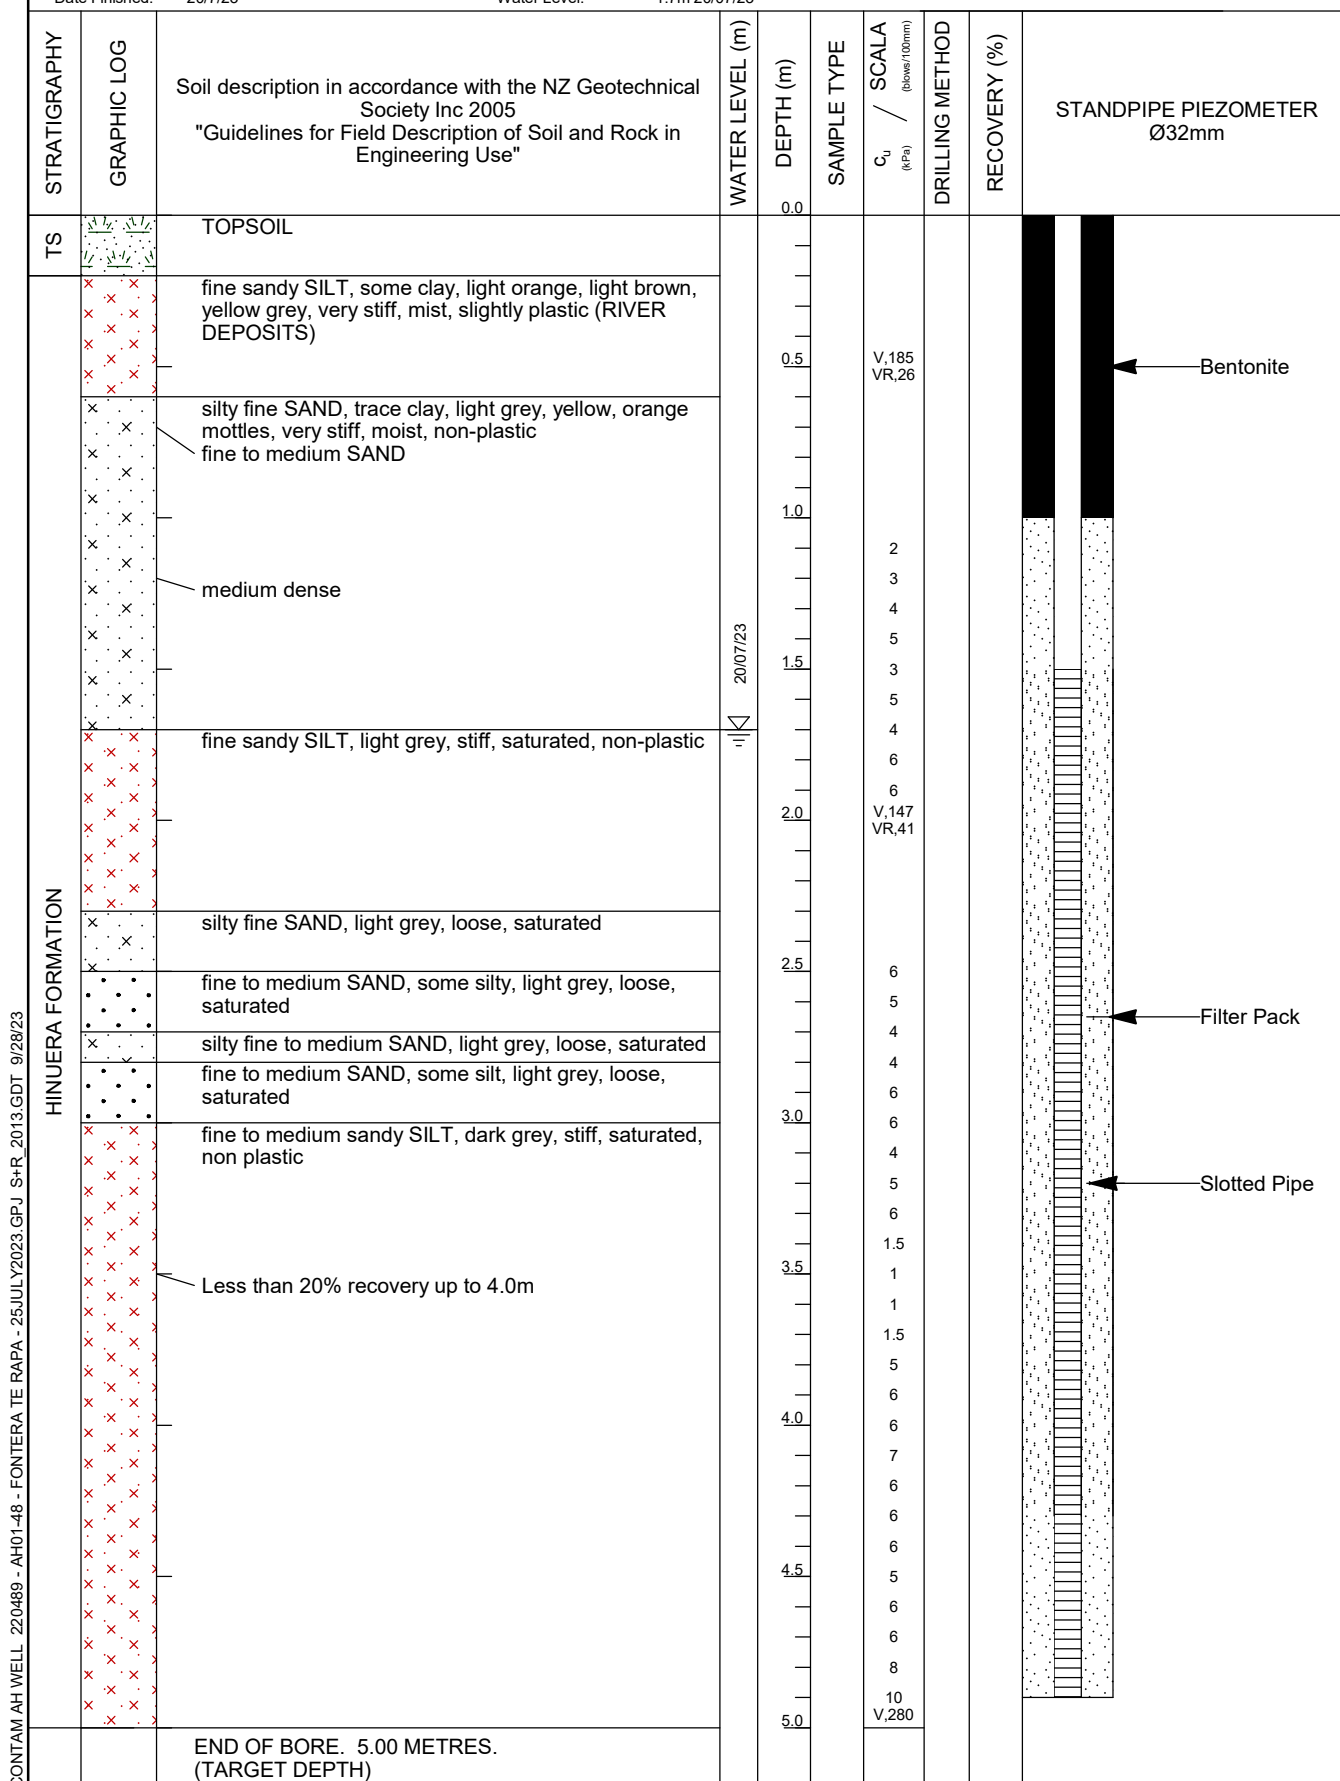 Date Finished: 20/7/23 Water Level: 1.7m 20/07/23
STRATIGRAPHY
GRAPHIC LOG
Soil description in accordance with the NZ Geotechnical
Society Inc 2005
"Guidelines for Field Description of Soil and Rock in
Engineering Use"
WATER LEVEL (m)
DEPTH (m)
SAMPLE TYPE
cu (kPa) / SCALA (blows/100mm)
DRILLING METHOD
RECOVERY (%)
STANDPIPE PIEZOMETER
Ø32mm
0.0
TS
TOPSOIL
fine sandy SILT, some clay, light orange, light brown,
yellow grey, very stiff, mist, slightly plastic (RIVER
DEPOSITS)
0.5
V,185
VR,26
Bentonite
silty fine SAND, trace clay, light grey, yellow, orange
mottles, very stiff, moist, non-plastic
fine to medium SAND
1.0
2
3
medium dense
4
5
20/07/23
1.5
3
5
4
fine sandy SILT, light grey, stiff, saturated, non-plastic
6
6
2.0
V,147
VR,41
HINUERA FORMATION
silty fine SAND, light grey, loose, saturated
2.5
6
fine to medium SAND, some silty, light grey, loose,
saturated
5
Filter Pack
4
silty fine to medium SAND, light grey, loose, saturated
4
fine to medium SAND, some silt, light grey, loose,
saturated
6
3.0
6
fine to medium sandy SILT, dark grey, stiff, saturated,
non plastic
4
5
Slotted Pipe
6
1.5
3.5
1
Less than 20% recovery up to 4.0m
1
1.5
5
6
4.0
6
7
6
6
6
4.5
5
6
6
8
10
V,280
5.0
END OF BORE. 5.00 METRES.
(TARGET DEPTH)
CONTAM AH WELL 220489 - AH01-48 - FONTERA TE RAPA - 25JULY2023.GPJ S+R_2013.GDT 9/28/23